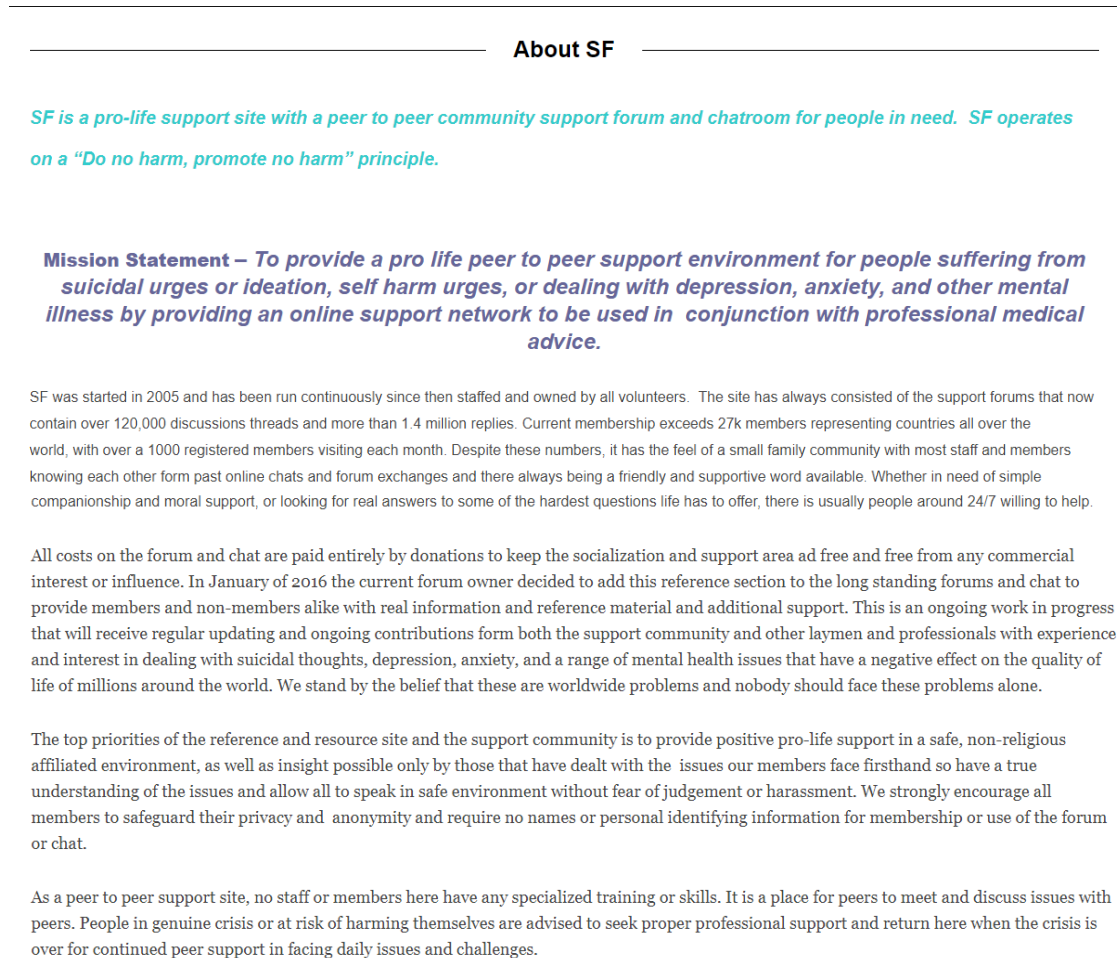 About SF
SF is a pro-life support site with a peer to peer community support forum and chatroom for people in need.  SF operates
on a “Do no harm, promote no harm” principle.
Mission Statement – To provide a pro life peer to peer support environment for people suffering from
suicidal urges or ideation, self harm urges, or dealing with depression, anxiety, and other mental
illness by providing an online support network to be used in  conjunction with professional medical
advice.
SF was started in 2005 and has been run continuously since then staffed and owned by all volunteers.  The site has always consisted of the support forums that now
contain over 120,000 discussions threads and more than 1.4 million replies. Current membership exceeds 27k members representing countries all over the
world, with over a 1000 registered members visiting each month. Despite these numbers, it has the feel of a small family community with most staff and members
knowing each other form past online chats and forum exchanges and there always being a friendly and supportive word available. Whether in need of simple
companionship and moral support, or looking for real answers to some of the hardest questions life has to offer, there is usually people around 24/7 willing to help.
All costs on the forum and chat are paid entirely by donations to keep the socialization and support area ad free and free from any commercial
interest or influence. In January of 2016 the current forum owner decided to add this reference section to the long standing forums and chat to
provide members and non-members alike with real information and reference material and additional support. This is an ongoing work in progress
that will receive regular updating and ongoing contributions form both the support community and other laymen and professionals with experience
and interest in dealing with suicidal thoughts, depression, anxiety, and a range of mental health issues that have a negative effect on the quality of
life of millions around the world. We stand by the belief that these are worldwide problems and nobody should face these problems alone.
The top priorities of the reference and resource site and the support community is to provide positive pro-life support in a safe, non-religious
affiliated environment, as well as insight possible only by those that have dealt with the  issues our members face firsthand so have a true
understanding of the issues and allow all to speak in safe environment without fear of judgement or harassment. We strongly encourage all
members to safeguard their privacy and  anonymity and require no names or personal identifying information for membership or use of the forum
or chat.
As a peer to peer support site, no staff or members here have any specialized training or skills. It is a place for peers to meet and discuss issues with
peers. People in genuine crisis or at risk of harming themselves are advised to seek proper professional support and return here when the crisis is
over for continued peer support in facing daily issues and challenges.